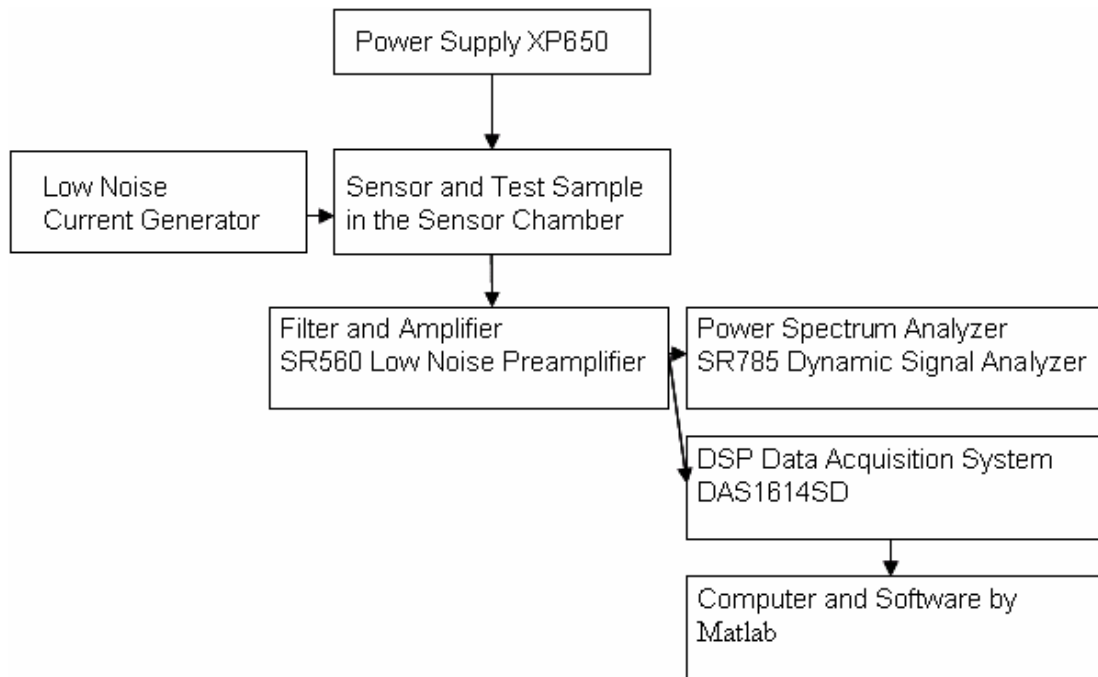 Power Supply XP650
Low Noise
Current Generator
Sensor and Test Sample
in the Sensor Chamber
Filter and Amplifier
SR560 Low Noise Preamplifier
Power Spectrum Analyzer
SR785 Dynamic Signal Analyzer
DSP Data Acquisition System
DAS1614SD
Computer and Software by
Matlab